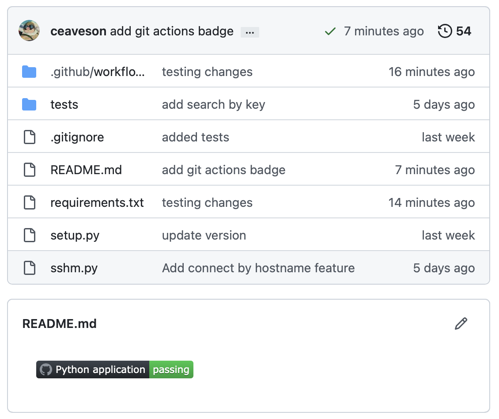 ceaveson add git actions badge ... 7 minutes ago 54
.github/workflo... testing changes 16 minutes ago
tests add search by key 5 days ago
.gitignore added tests last week
README.md add git actions badge 7 minutes ago
requirements.txt testing changes 14 minutes ago
setup.py update version last week
sshm.py Add connect by hostname feature 5 days ago
README.md
Python application passing